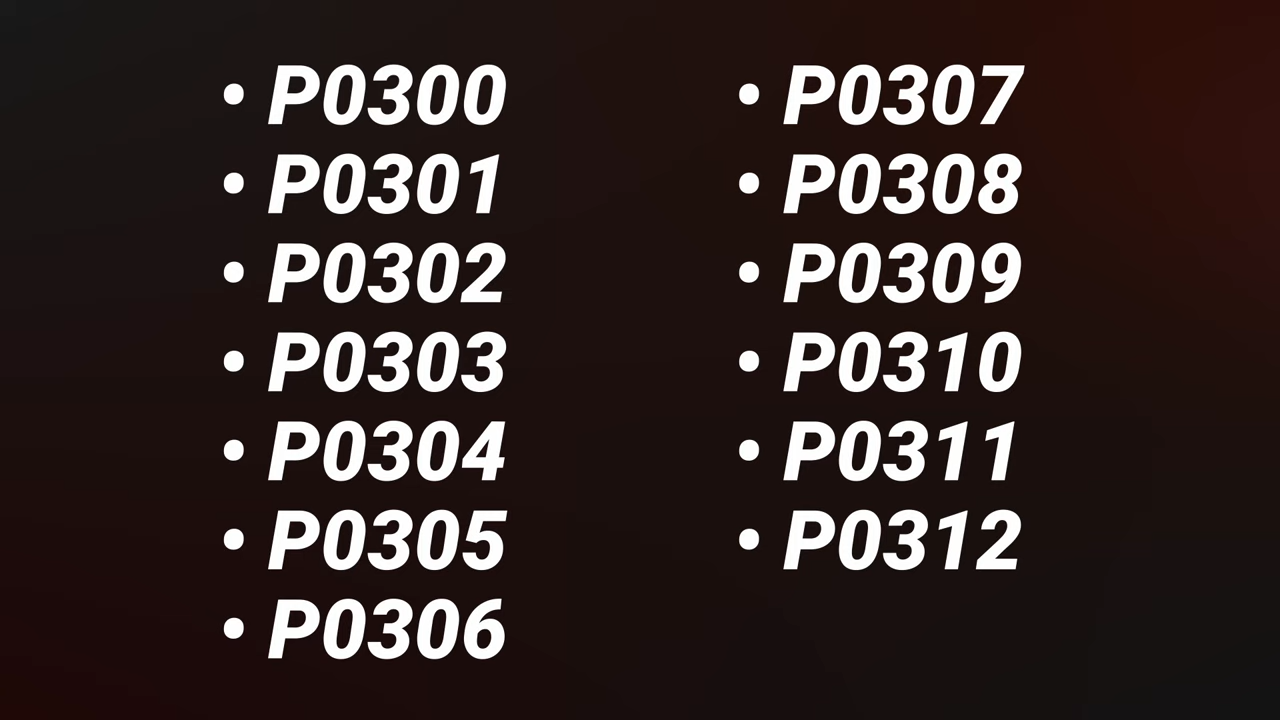 • P0300
• P0301
• P0302
• P0303
• P0304
• P0305
• P0306
• P0307
• P0308
• P0309
• P0310
• P0311
• P0312